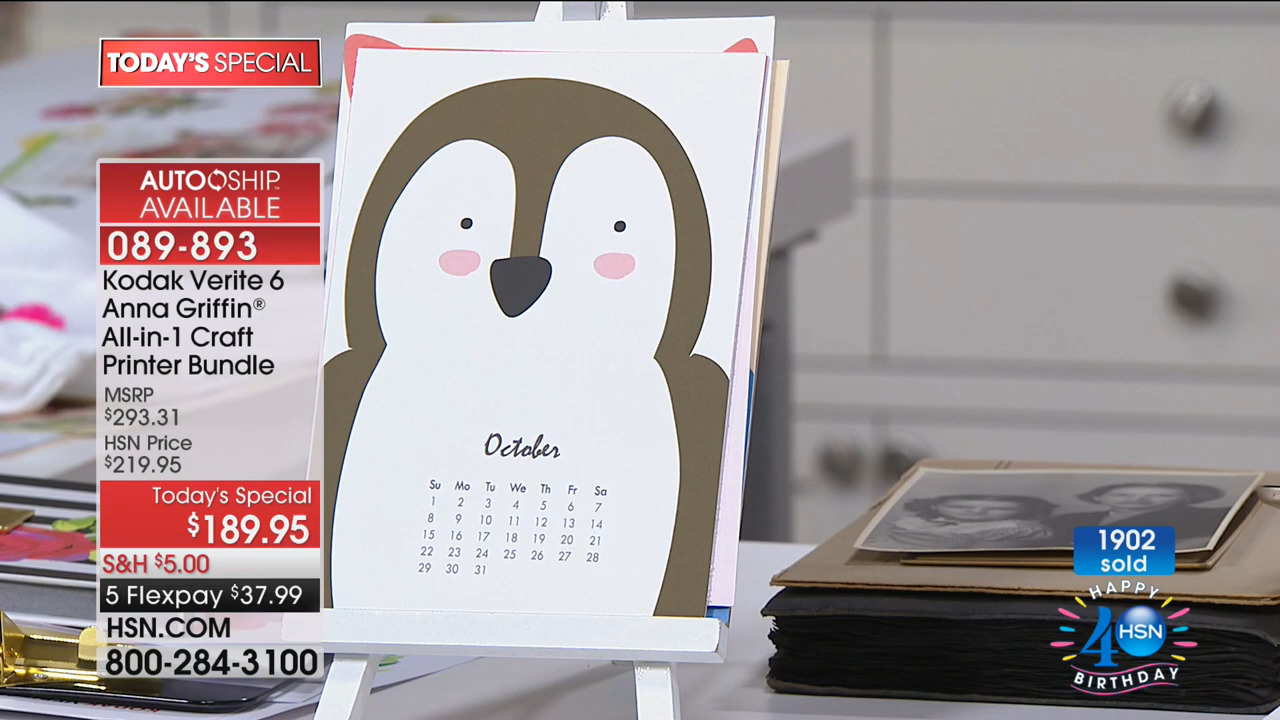 TODAY'S SPECIAL
AUTOSHIP™
AVAILABLE
089-893
Kodak Verite 6
Anna Griffin®
All-in-1 Craft
Printer Bundle
MSRP
$293.31
HSN Price
$219.95
Today's Special
$189.95
S&H $5.00
5 Flexpay $37.99
HSN.COM
800-284-3100
October
Su Mo Tu We Th Fr Sa
1 2 3 4 5 6 7
8 9 10 11 12 13 14
15 16 17 18 19 20 21
22 23 24 25 26 27 28
29 30 31
1902
sold
HAPPY
40 HSN
BIRTHDAY